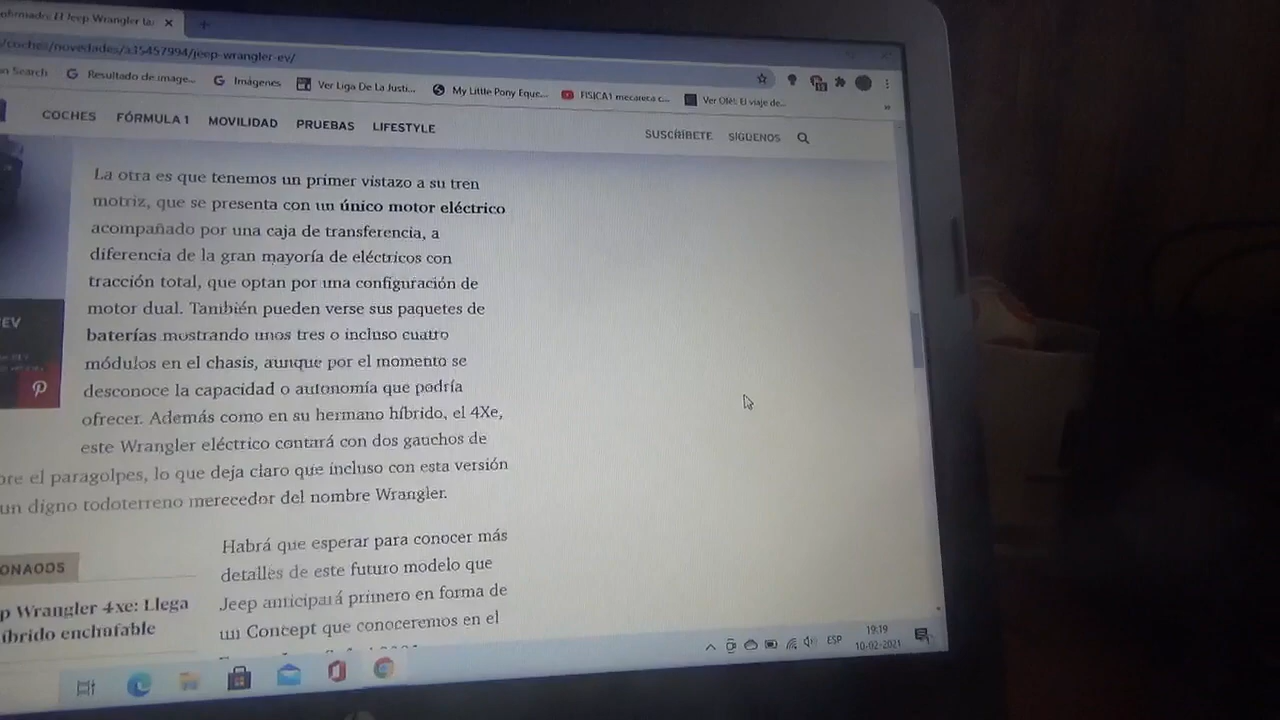 El Jeep Wrangler
/coches/novedades/a35457994/jeep-wrangler-ev/
Search
Resultado de image...
Imágenes
Ver Liga De La Justi...
My Little Pony Eque...
FISICA1 mecanica c...
Ver Olé: El viaje de...
COCHES
FÓRMULA 1
MOVILIDAD
PRUEBAS
LIFESTYLE
SUSCRÍBETE
SÍGUENOS
La otra es que tenemos un primer vistazo a su tren
motriz, que se presenta con un único motor eléctrico
acompañado por una caja de transferencia, a
diferencia de la gran mayoría de eléctricos con
tracción total, que optan por una configuración de
motor dual. También pueden verse sus paquetes de
baterías mostrando unos tres o incluso cuatro
módulos en el chasis, aunque por el momento se
desconoce la capacidad o autonomía que podría
ofrecer. Además como en su hermano híbrido, el 4Xe,
este Wrangler eléctrico contará con dos gauchos de
el paragolpes, lo que deja claro que incluso con esta versión
un digno todoterreno merecedor del nombre Wrangler.
EV
Habrá que esperar para conocer más
detalles de este futuro modelo que
Jeep anticipará primero en forma de
un Concept que conoceremos en el
ONAOOS
p Wrangler 4xe: Llega
íbrido enchufable
ESP
19:19
10-02-2021